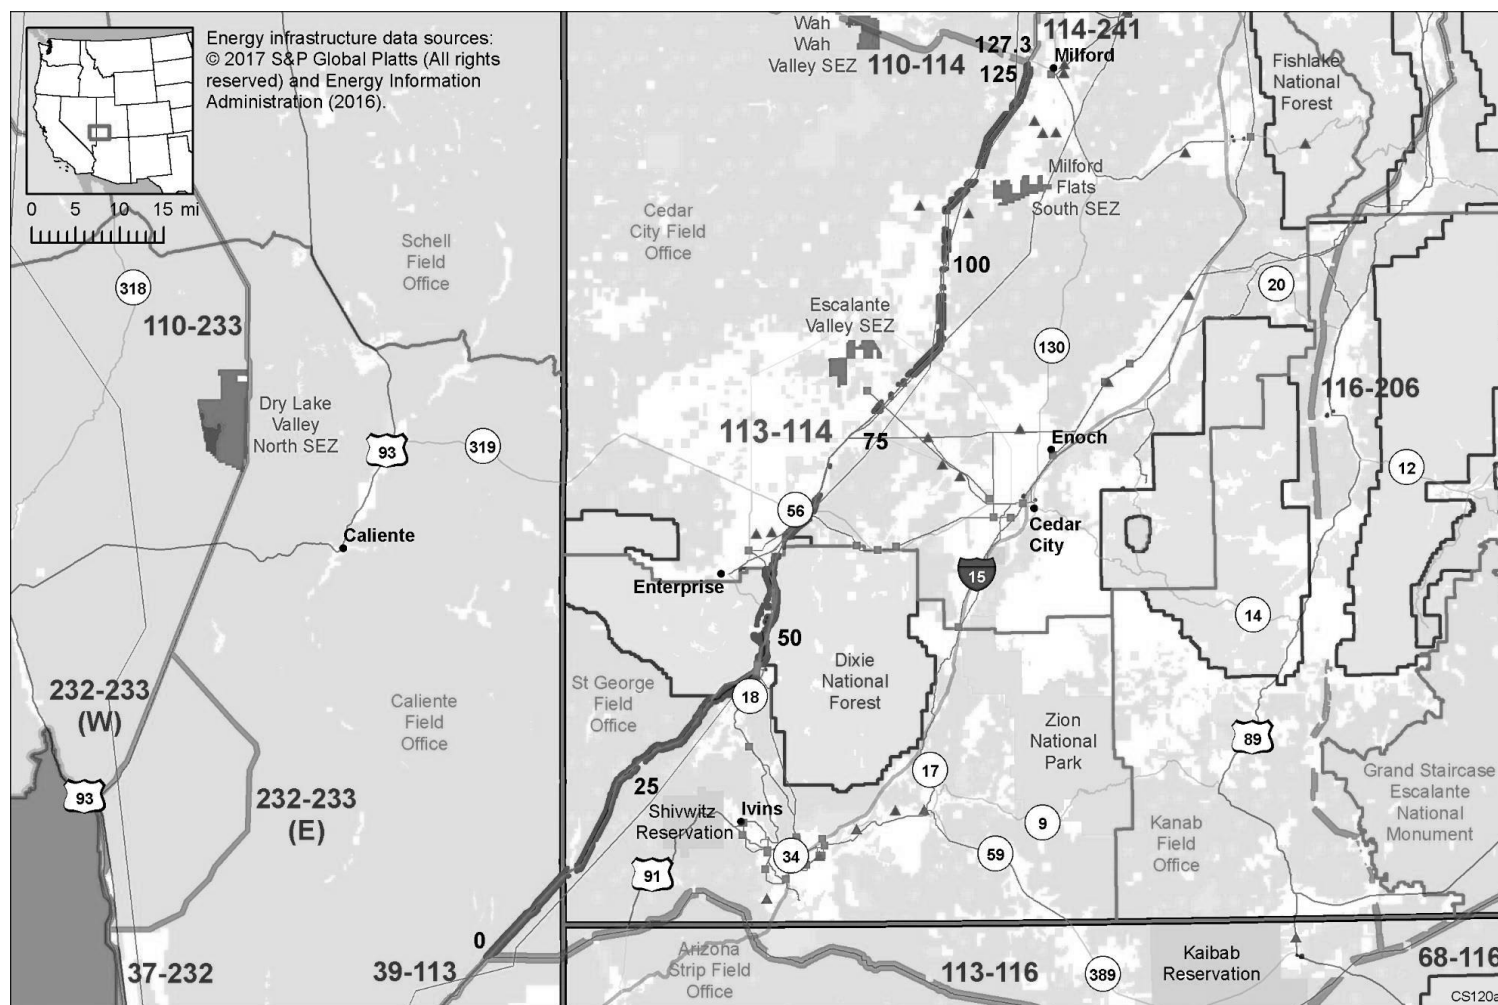 Energy infrastructure data sources:
© 2017 S&P Global Platts (All rights
reserved) and Energy Information
Administration (2016).
0 5 10 15 mi
Wah
Wah
Valley SEZ
110-114
127.3
125
114-241
Milford
Fishlake
National
Forest
Milford
Flats
South SEZ
Cedar
City Field
Office
Schell
Field
Office
318
110-233
100
20
Escalante
Valley SEZ
130
Dry Lake
Valley
North SEZ
93
319
113-114
75
116-206
Enoch
12
56
Cedar
City
Caliente
Enterprise
15
50
14
Dixie
National
Forest
St George
Field
Office
18
232-233
(W)
Caliente
Field
Office
Zion
National
Park
89
17
25
93
232-233
(E)
Shivwitz
Reservation
Ivins
9
Kanab
Field
Office
Grand Staircase
Escalante
National
Monument
34
59
91
0
37-232
39-113
Arizona
Strip Field
Office
113-116
389
Kaibab
Reservation
68-116